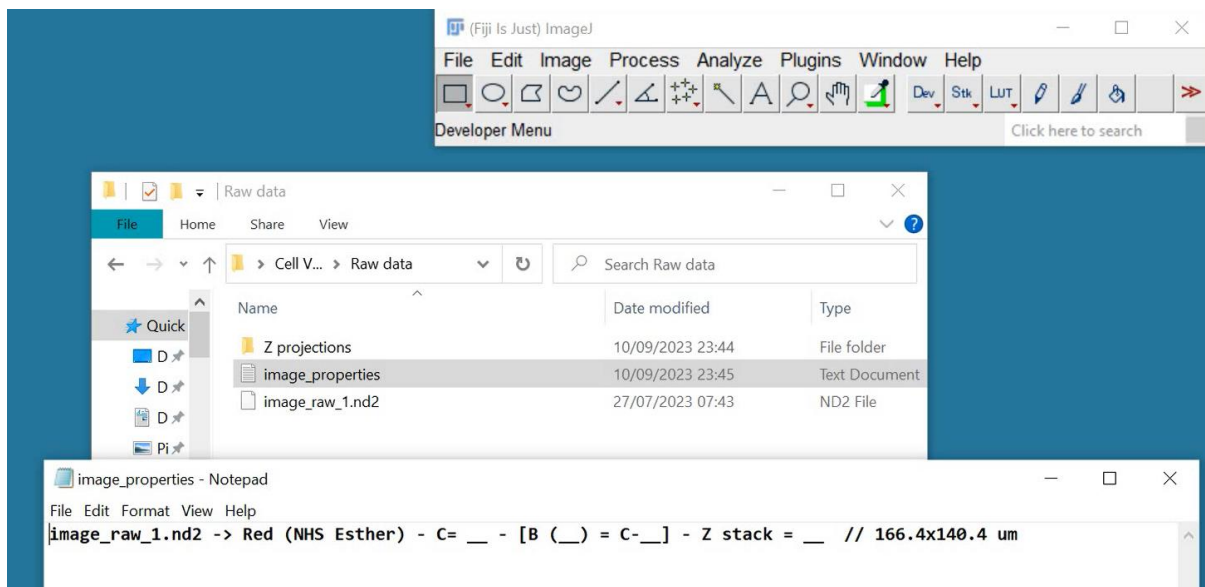 (Fiji Is Just) ImageJ
File Edit Image Process Analyze Plugins Window Help
A Dev Stk LUT
Developer Menu Click here to search
Raw data
File Home Share View
Cell V... Raw data Search Raw data
Name Date modified Type
Quick
Z projections 10/09/2023 23:44 File folder
D
image_properties 10/09/2023 23:45 Text Document
D
image_raw_1.nd2 27/07/2023 07:43 ND2 File
D
Pi
image_properties - Notepad
File Edit Format View Help
image_raw_1.nd2 -> Red (NHS Esther) - C= __ - [B (__) = C-__] - Z stack = __ // 166.4x140.4 um